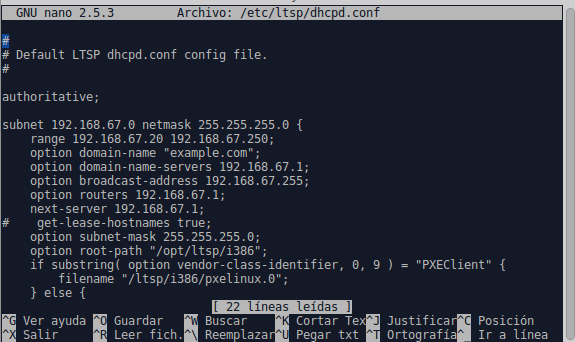 GNU nano 2.5.3 Archivo: /etc/ltsp/dhcpd.conf
#
# Default LTSP dhcpd.conf config file.
#
authoritative;
subnet 192.168.67.0 netmask 255.255.255.0 {
range 192.168.67.20 192.168.67.250;
option domain-name "example.com";
option domain-name-servers 192.168.67.1;
option broadcast-address 192.168.67.255;
option routers 192.168.67.1;
next-server 192.168.67.1;
# get-lease-hostnames true;
option subnet-mask 255.255.255.0;
option root-path "/opt/ltsp/i386";
if substring( option vendor-class-identifier, 0, 9 ) = "PXEClient" {
filename "/ltsp/i386/pxelinux.0";
} else {
[ 22 líneas leídas ]
^G Ver ayuda ^O Guardar ^W Buscar ^K Cortar Tex^J Justificar^C Posición
^X Salir ^R Leer fich.^\ Reemplazar^U Pegar txt ^T Ortografía^_ Ir a línea